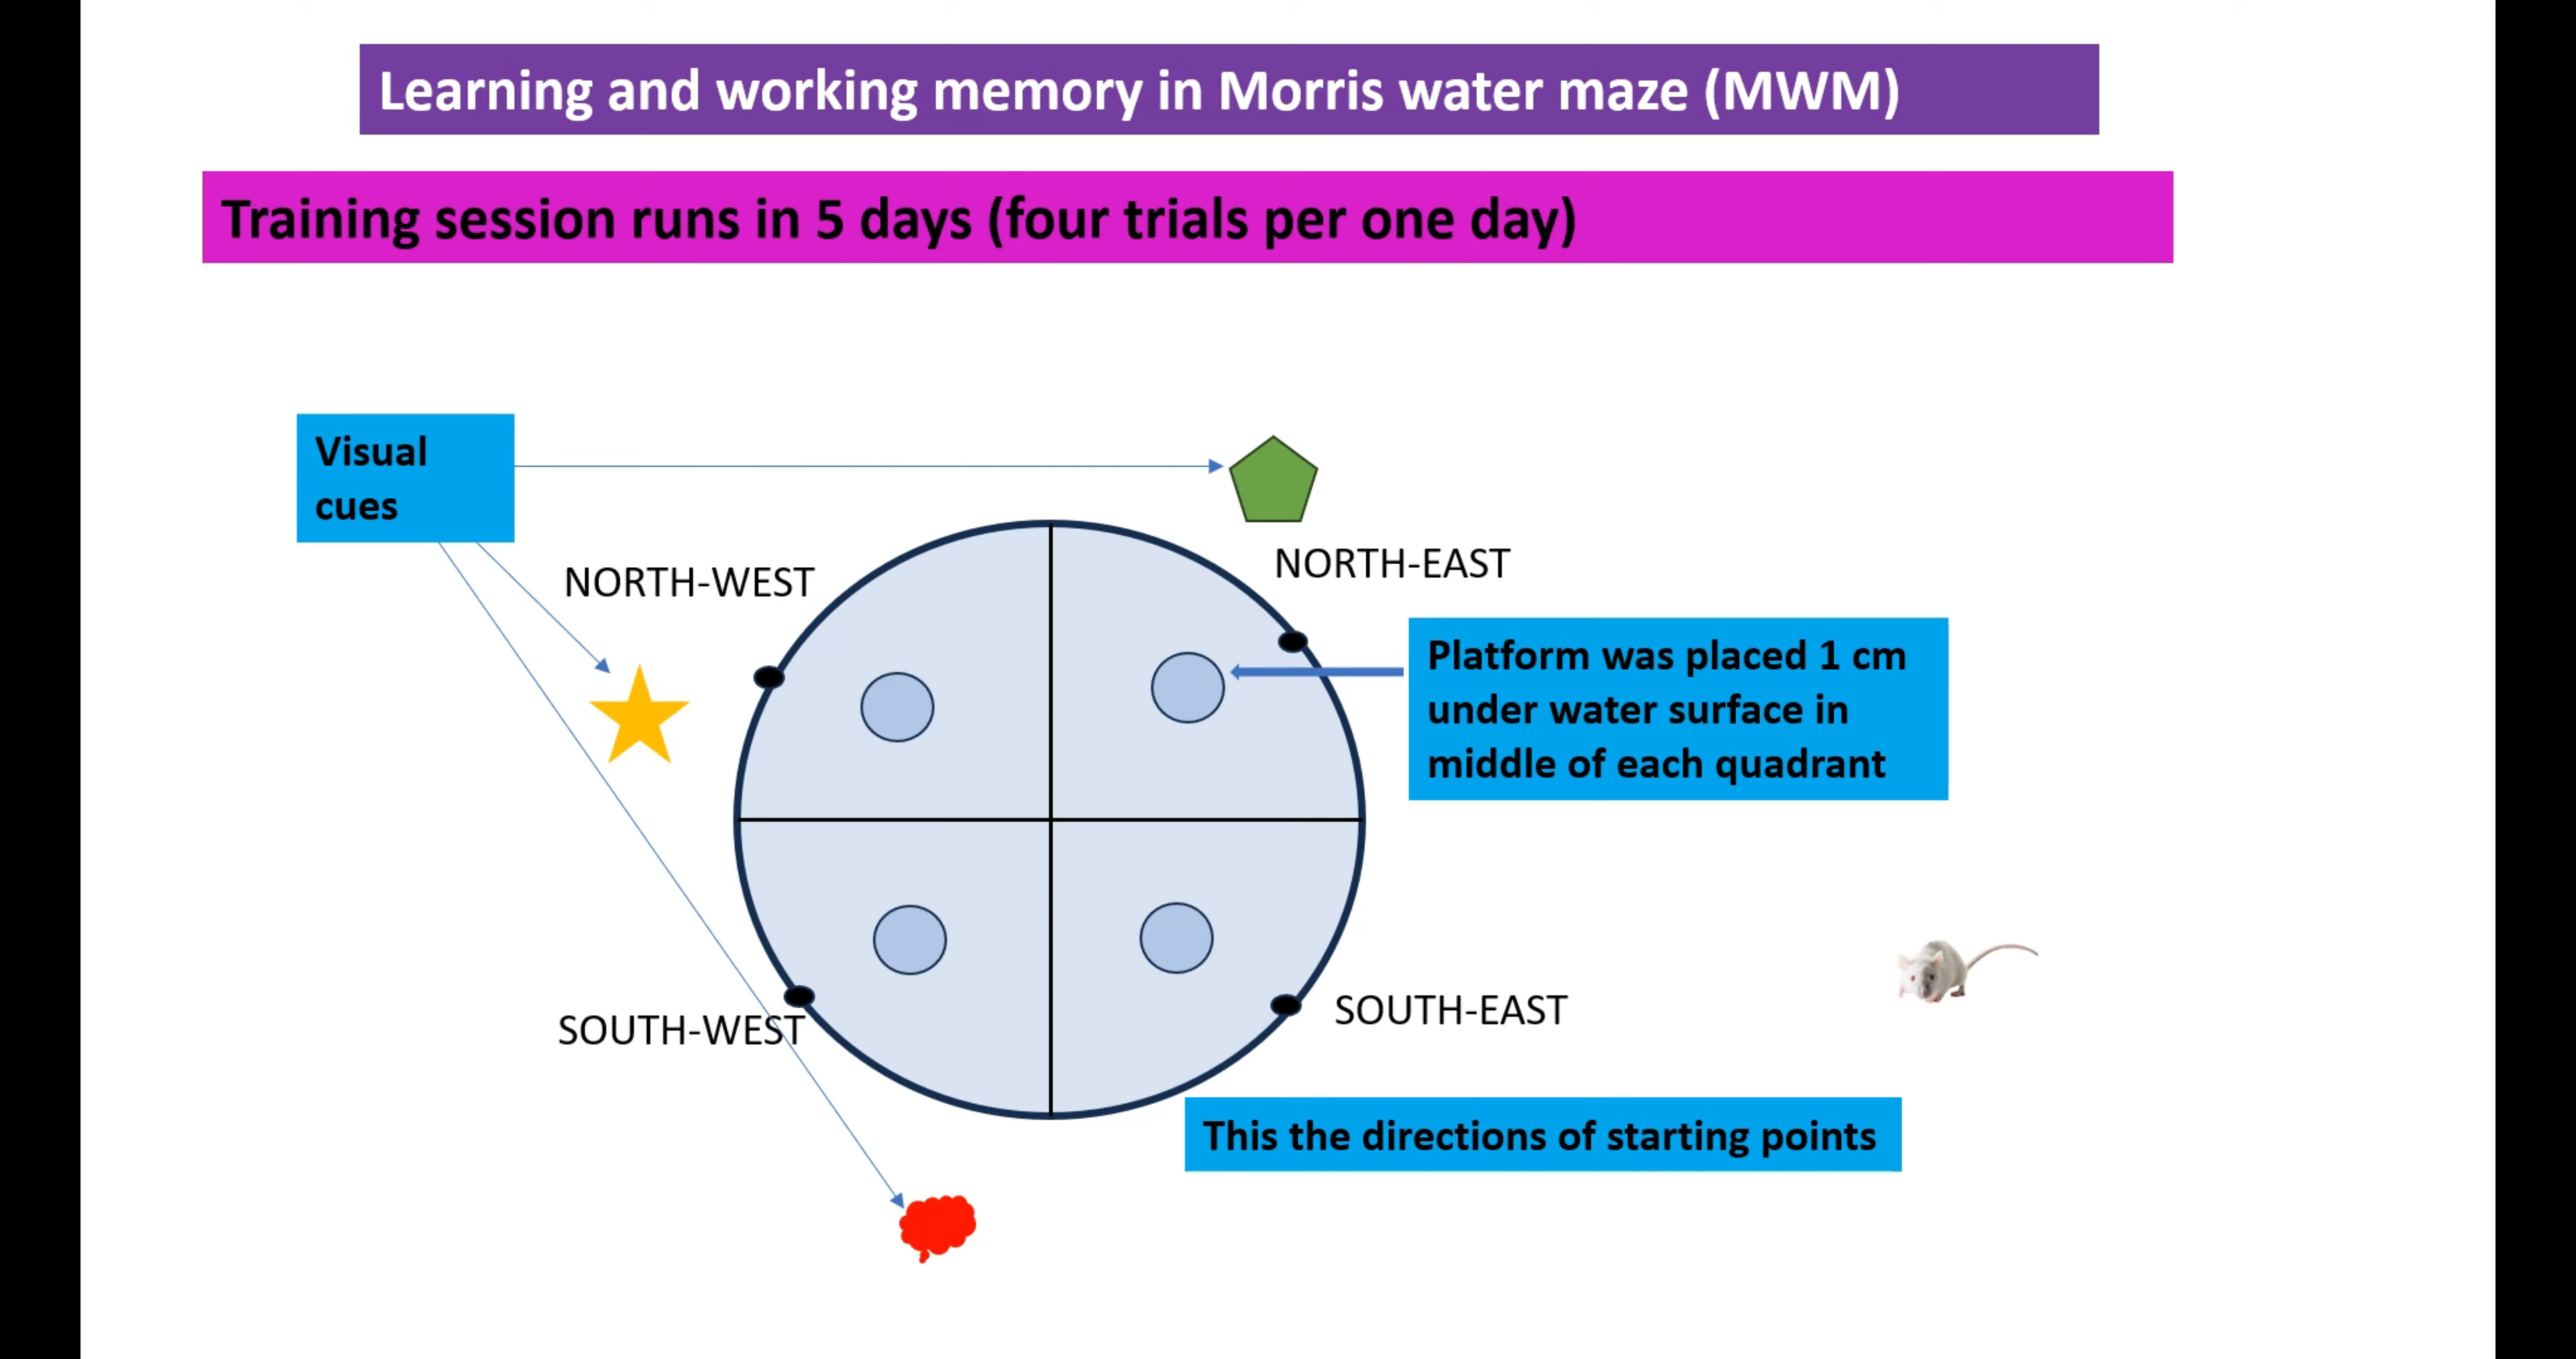 Learning and working memory in Morris water maze (MWM)
Training session runs in 5 days (four trials per one day)
Visual
cues
NORTH-WEST
NORTH-EAST
Platform was placed 1 cm
under water surface in
middle of each quadrant
SOUTH-WEST
SOUTH-EAST
This the directions of starting points